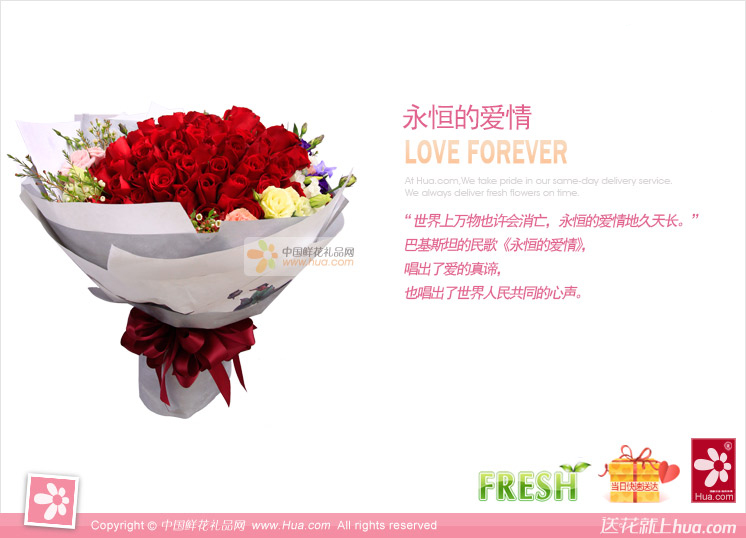 永恒的爱情
LOVE FOREVER
At Hua.com,We take pride in our same-day delivery service.
We always deliver fresh flowers on time.
“世界上万物也许会消亡，永恒的爱情地久天长。”
巴基斯坦的民歌《永恒的爱情》，
唱出了爱的真谛，
也唱出了世界人民共同的心声。
中国鲜花礼品网
www.hua.com
FRESH
当日快递送达
Hua.com
Copyright © 中国鲜花礼品网 www.Hua.com All rights reserved
送花就上hua.com